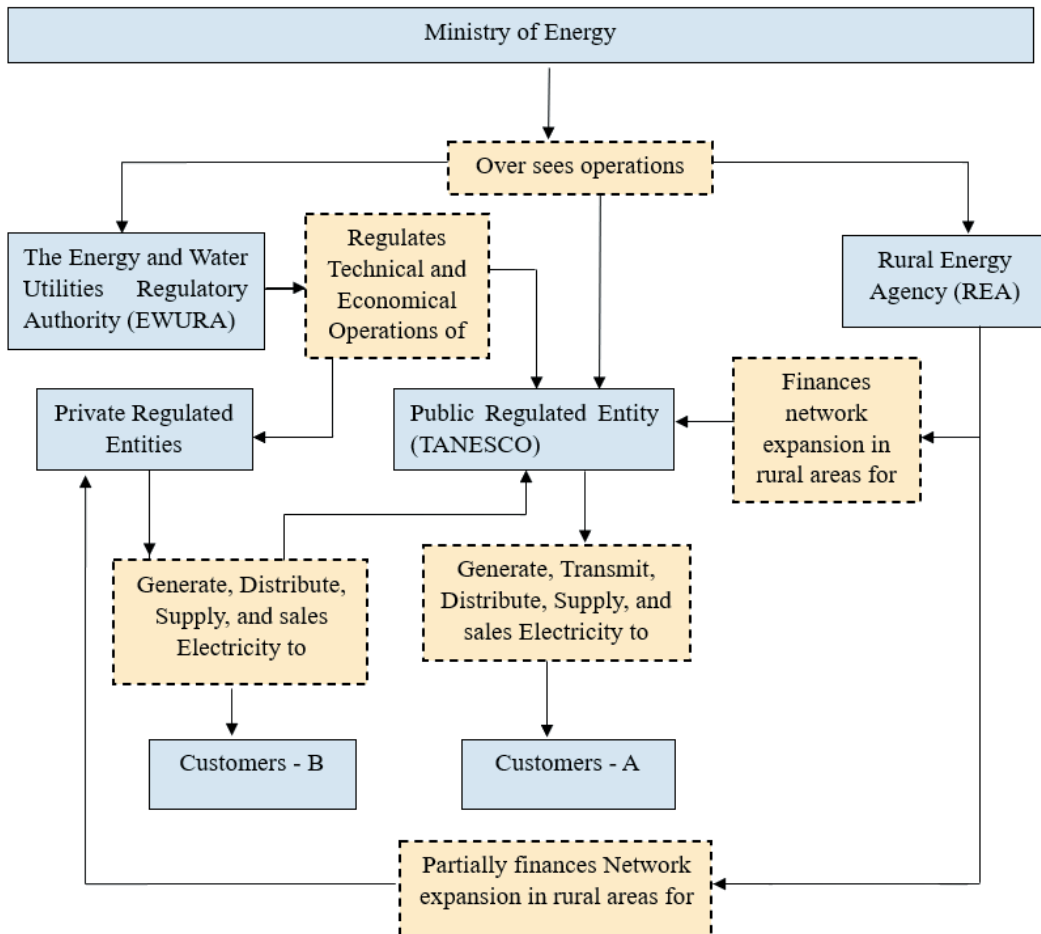 Ministry of Energy
Over sees operations
The Energy and Water
Utilities Regulatory
Authority (EWURA)
Regulates
Technical and
Economical
Operations of
Rural Energy
Agency (REA)
Private Regulated
Entities
Public Regulated Entity
(TANESCO)
Finances
network
expansion in
rural areas for
Generate, Distribute,
Supply, and sales
Electricity to
Generate, Transmit,
Distribute, Supply, and
sales Electricity to
Customers - B
Customers - A
Partially finances Network
expansion in rural areas for